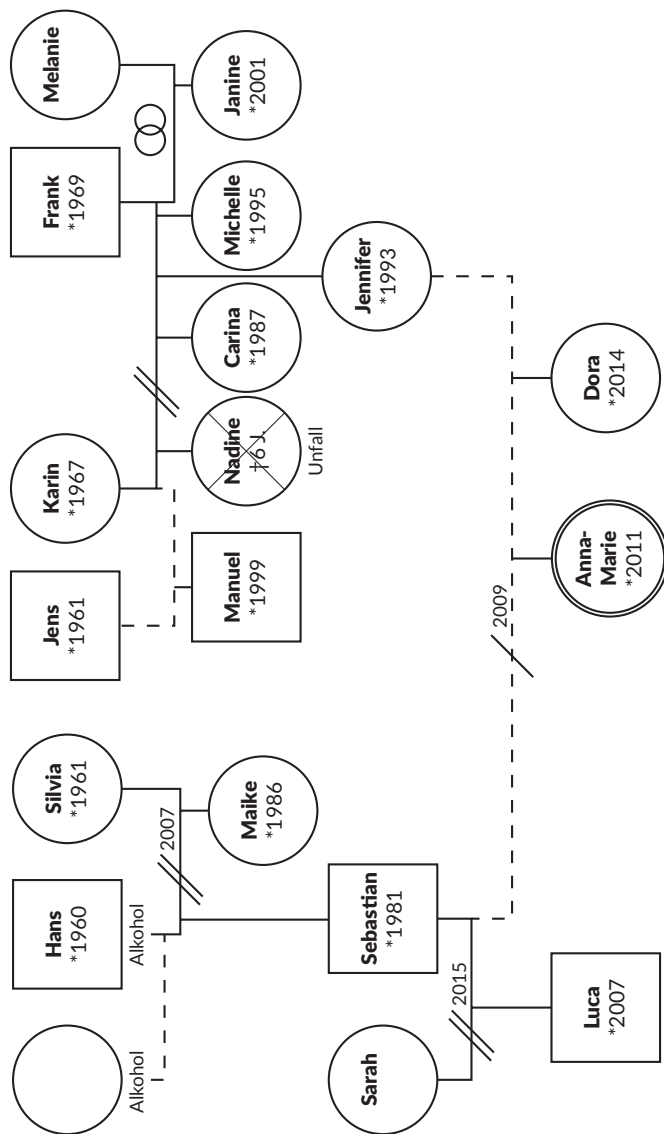 Hans
*1960
Silvia
*1961
Jens
*1961
Karin
*1967
Frank
*1969
Melanie
Alkohol
Alkohol
2007
Maike
*1986
Manuel
*1999
Nadine
†6 J.
Unfall
Carina
*1987
Michelle
*1995
Janine
*2001
Sarah
Sebastian
*1981
Jennifer
*1993
2015
2009
Luca
*2007
Anna-
Marie
*2011
Dora
*2014